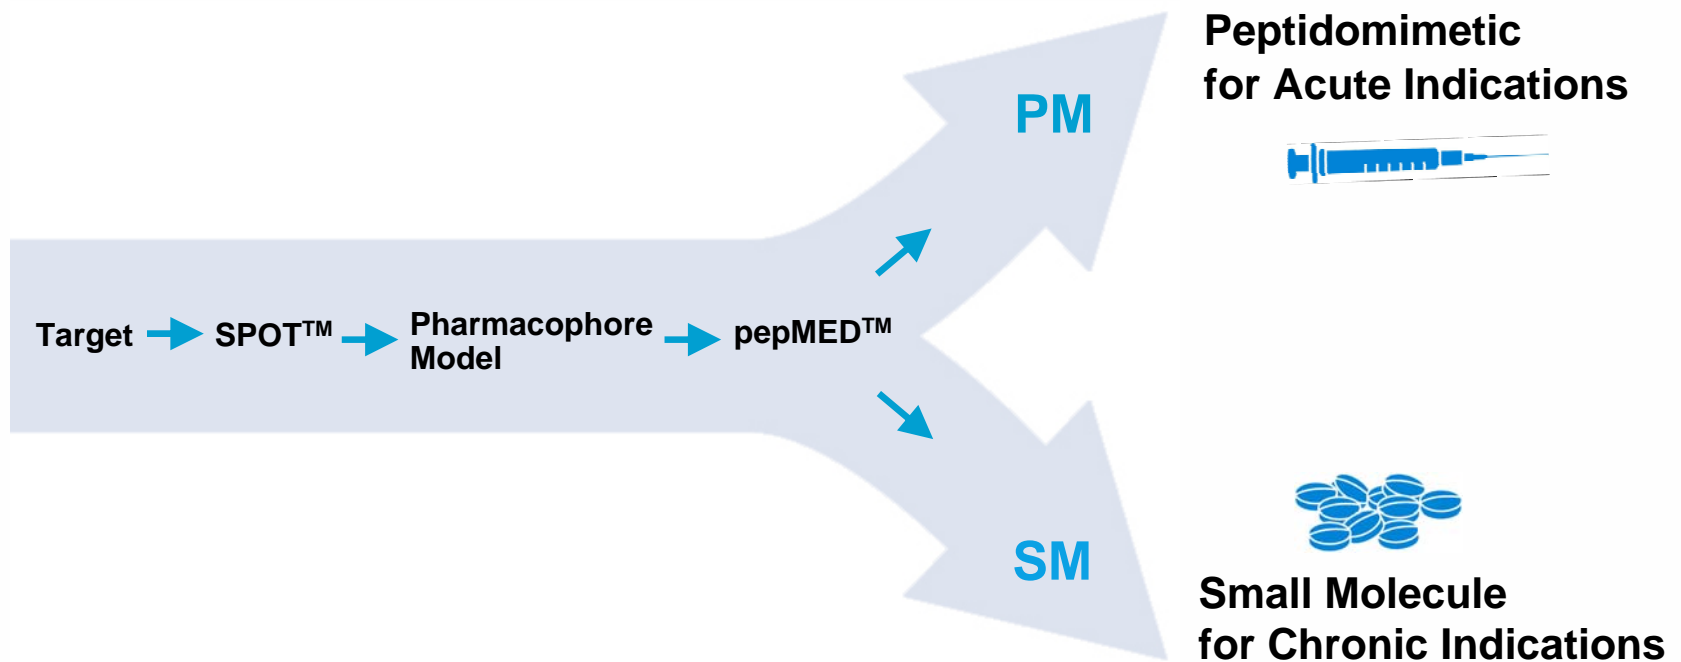 Peptidomimetic
for Acute Indications
PM
Target
SPOT™
Pharmacophore
Model
pepMED™
SM
Small Molecule
for Chronic Indications